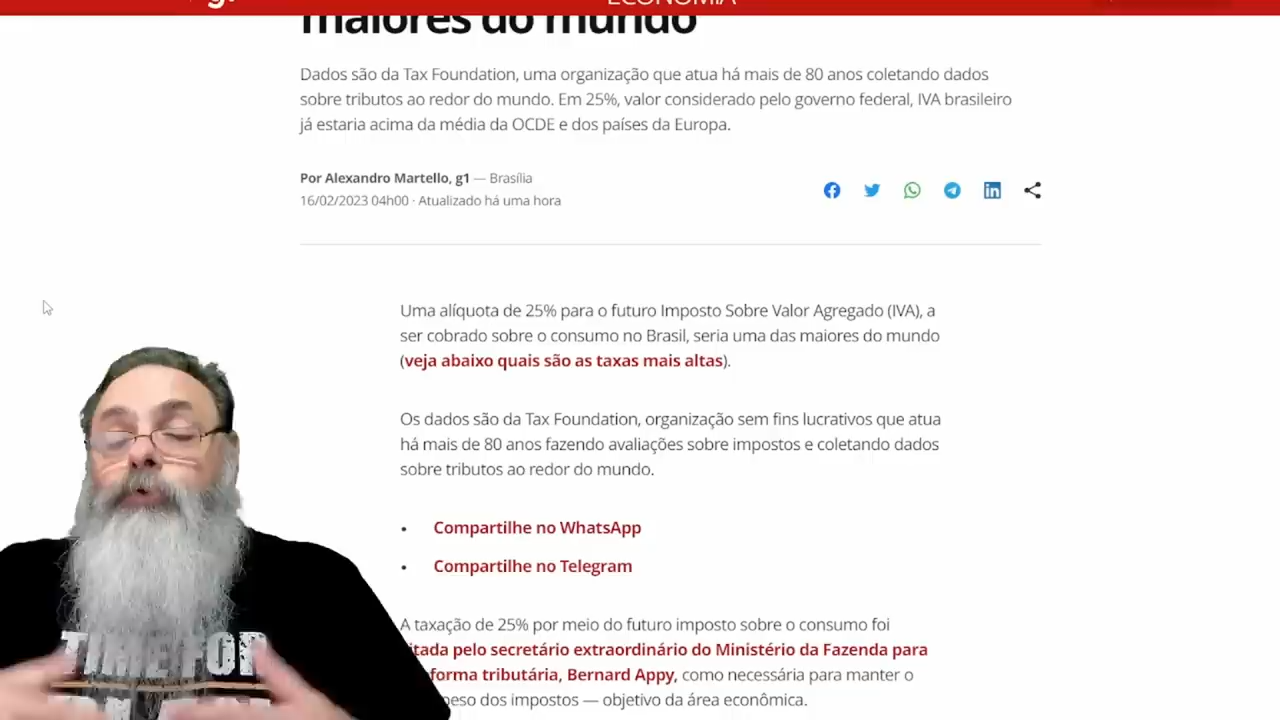 g1
ECONOMIA
maiores do mundo
Dados são da Tax Foundation, uma organização que atua há mais de 80 anos coletando dados
sobre tributos ao redor do mundo. Em 25%, valor considerado pelo governo federal, IVA brasileiro
já estaria acima da média da OCDE e dos países da Europa.
Por Alexandro Martello, g1 — Brasília
16/02/2023 04h00 · Atualizado há uma hora
Uma alíquota de 25% para o futuro Imposto Sobre Valor Agregado (IVA), a
ser cobrado sobre o consumo no Brasil, seria uma das maiores do mundo
(veja abaixo quais são as taxas mais altas).
Os dados são da Tax Foundation, organização sem fins lucrativos que atua
há mais de 80 anos fazendo avaliações sobre impostos e coletando dados
sobre tributos ao redor do mundo.
• Compartilhe no WhatsApp
• Compartilhe no Telegram
A taxação de 25% por meio do futuro imposto sobre o consumo foi
itada pelo secretário extraordinário do Ministério da Fazenda para
forma tributária, Bernard Appy, como necessária para manter o
peso dos impostos — objetivo da área econômica.
TIME FOR